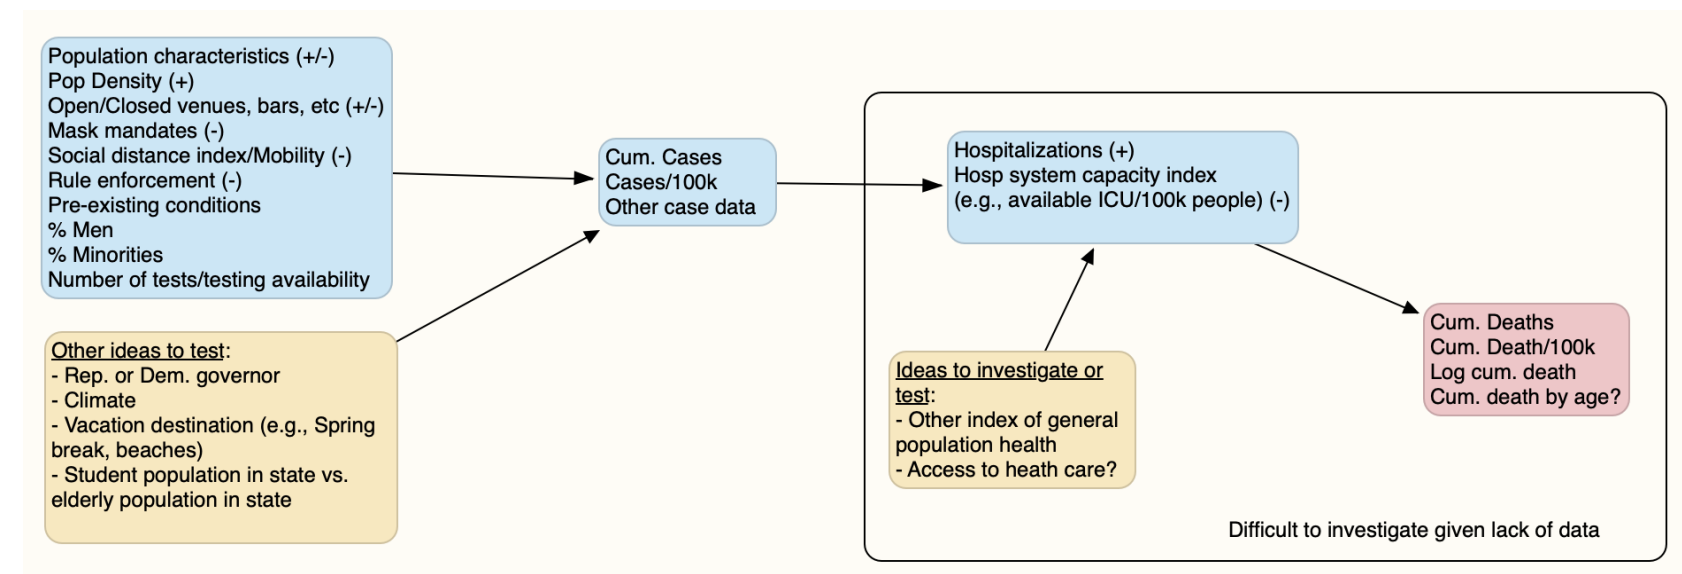 Population characteristics (+/-)
Pop Density (+)
Open/Closed venues, bars, etc (+/-)
Mask mandates (-)
Social distance index/Mobility (-)
Rule enforcement (-)
Pre-existing conditions
% Men
% Minorities
Number of tests/testing availability
Other ideas to test:
- Rep. or Dem. governor
- Climate
- Vacation destination (e.g., Spring
break, beaches)
- Student population in state vs.
elderly population in state
Cum. Cases
Cases/100k
Other case data
Hospitalizations (+)
Hosp system capacity index
(e.g., available ICU/100k people) (-)
Ideas to investigate or
test:
- Other index of general
population health
- Access to heath care?
Cum. Deaths
Cum. Death/100k
Log cum. death
Cum. death by age?
Difficult to investigate given lack of data